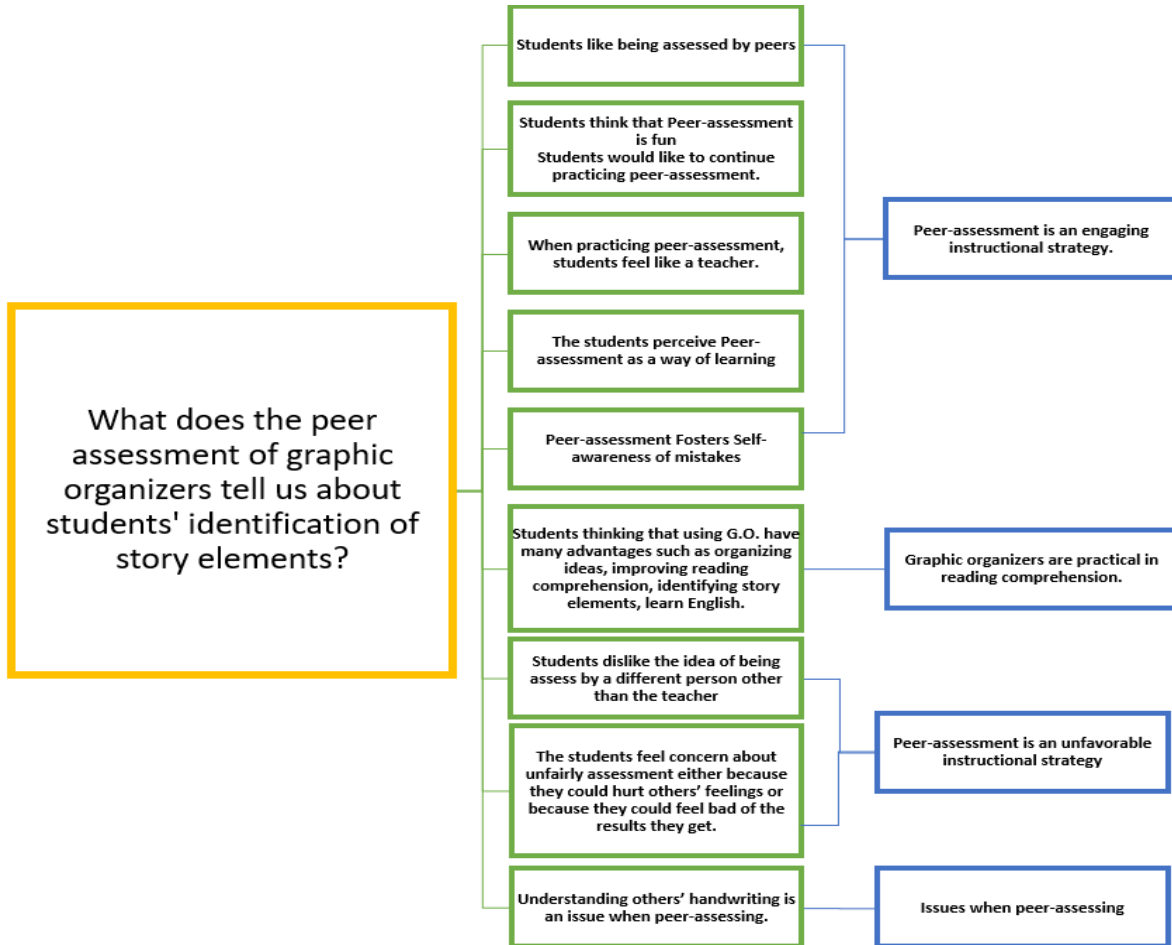 Students like being assessed by peers
Students think that Peer-assessment
is fun
Students would like to continue
practicing peer-assessment.
When practicing peer-assessment,
students feel like a teacher.
The students perceive Peer-
assessment as a way of learning
Peer-assessment Fosters Self-
awareness of mistakes
Students thinking that using G.O. have
many advantages such as organizing
ideas, improving reading
comprehension, identifying story
elements, learn English.
Students dislike the idea of being
assess by a different person other
than the teacher
The students feel concern about
unfairly assessment either because
they could hurt others’ feelings or
because they could feel bad of the
results they get.
Understanding others’ handwriting is
an issue when peer-assessing.
What does the peer
assessment of graphic
organizers tell us about
students' identification of
story elements?
Peer-assessment is an engaging
instructional strategy.
Graphic organizers are practical in
reading comprehension.
Peer-assessment is an unfavorable
instructional strategy
Issues when peer-assessing